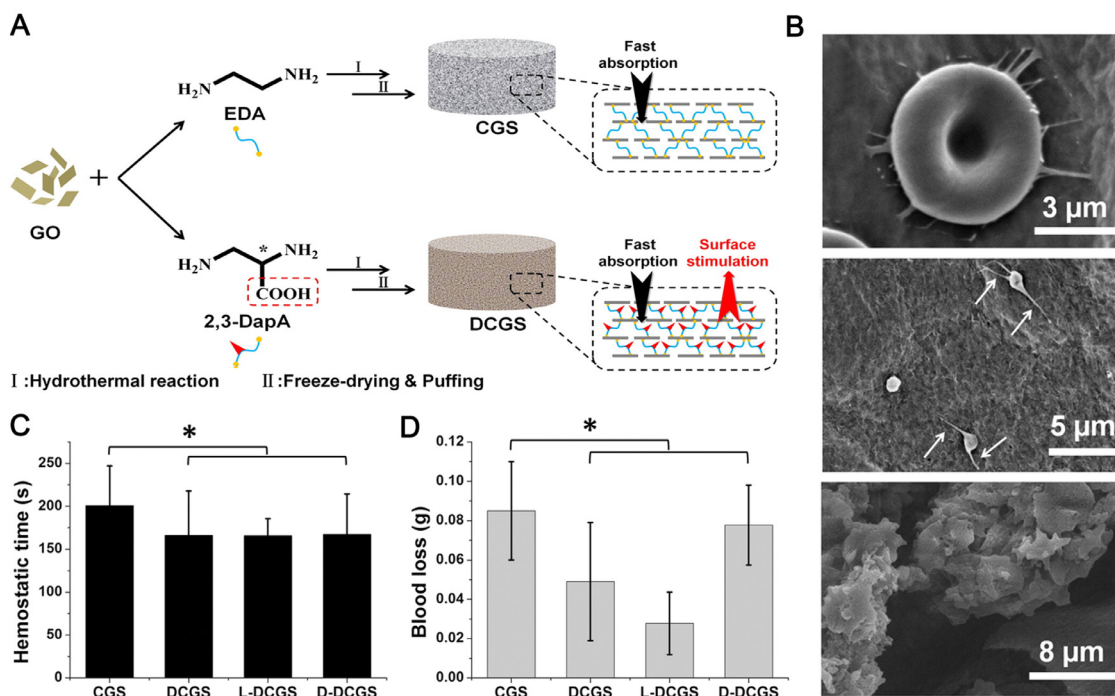 A
B
H₂N
NH₂
EDA
I
II
Fast
absorption
CGS
3 μm
GO
+
H₂N
*
NH₂
COOH
2,3-DapA
I
II
Fast
absorption
Surface
stimulation
DCGS
5 μm
I :Hydrothermal reaction
II :Freeze-drying & Puffing
C
Hemostatic time (s)
250
200
150
100
50
0
*
CGS
DCGS
L-DCGS
D-DCGS
D
Blood loss (g)
0.12
0.10
0.08
0.06
0.04
0.02
0.00
*
CGS
DCGS
L-DCGS
D-DCGS
8 μm